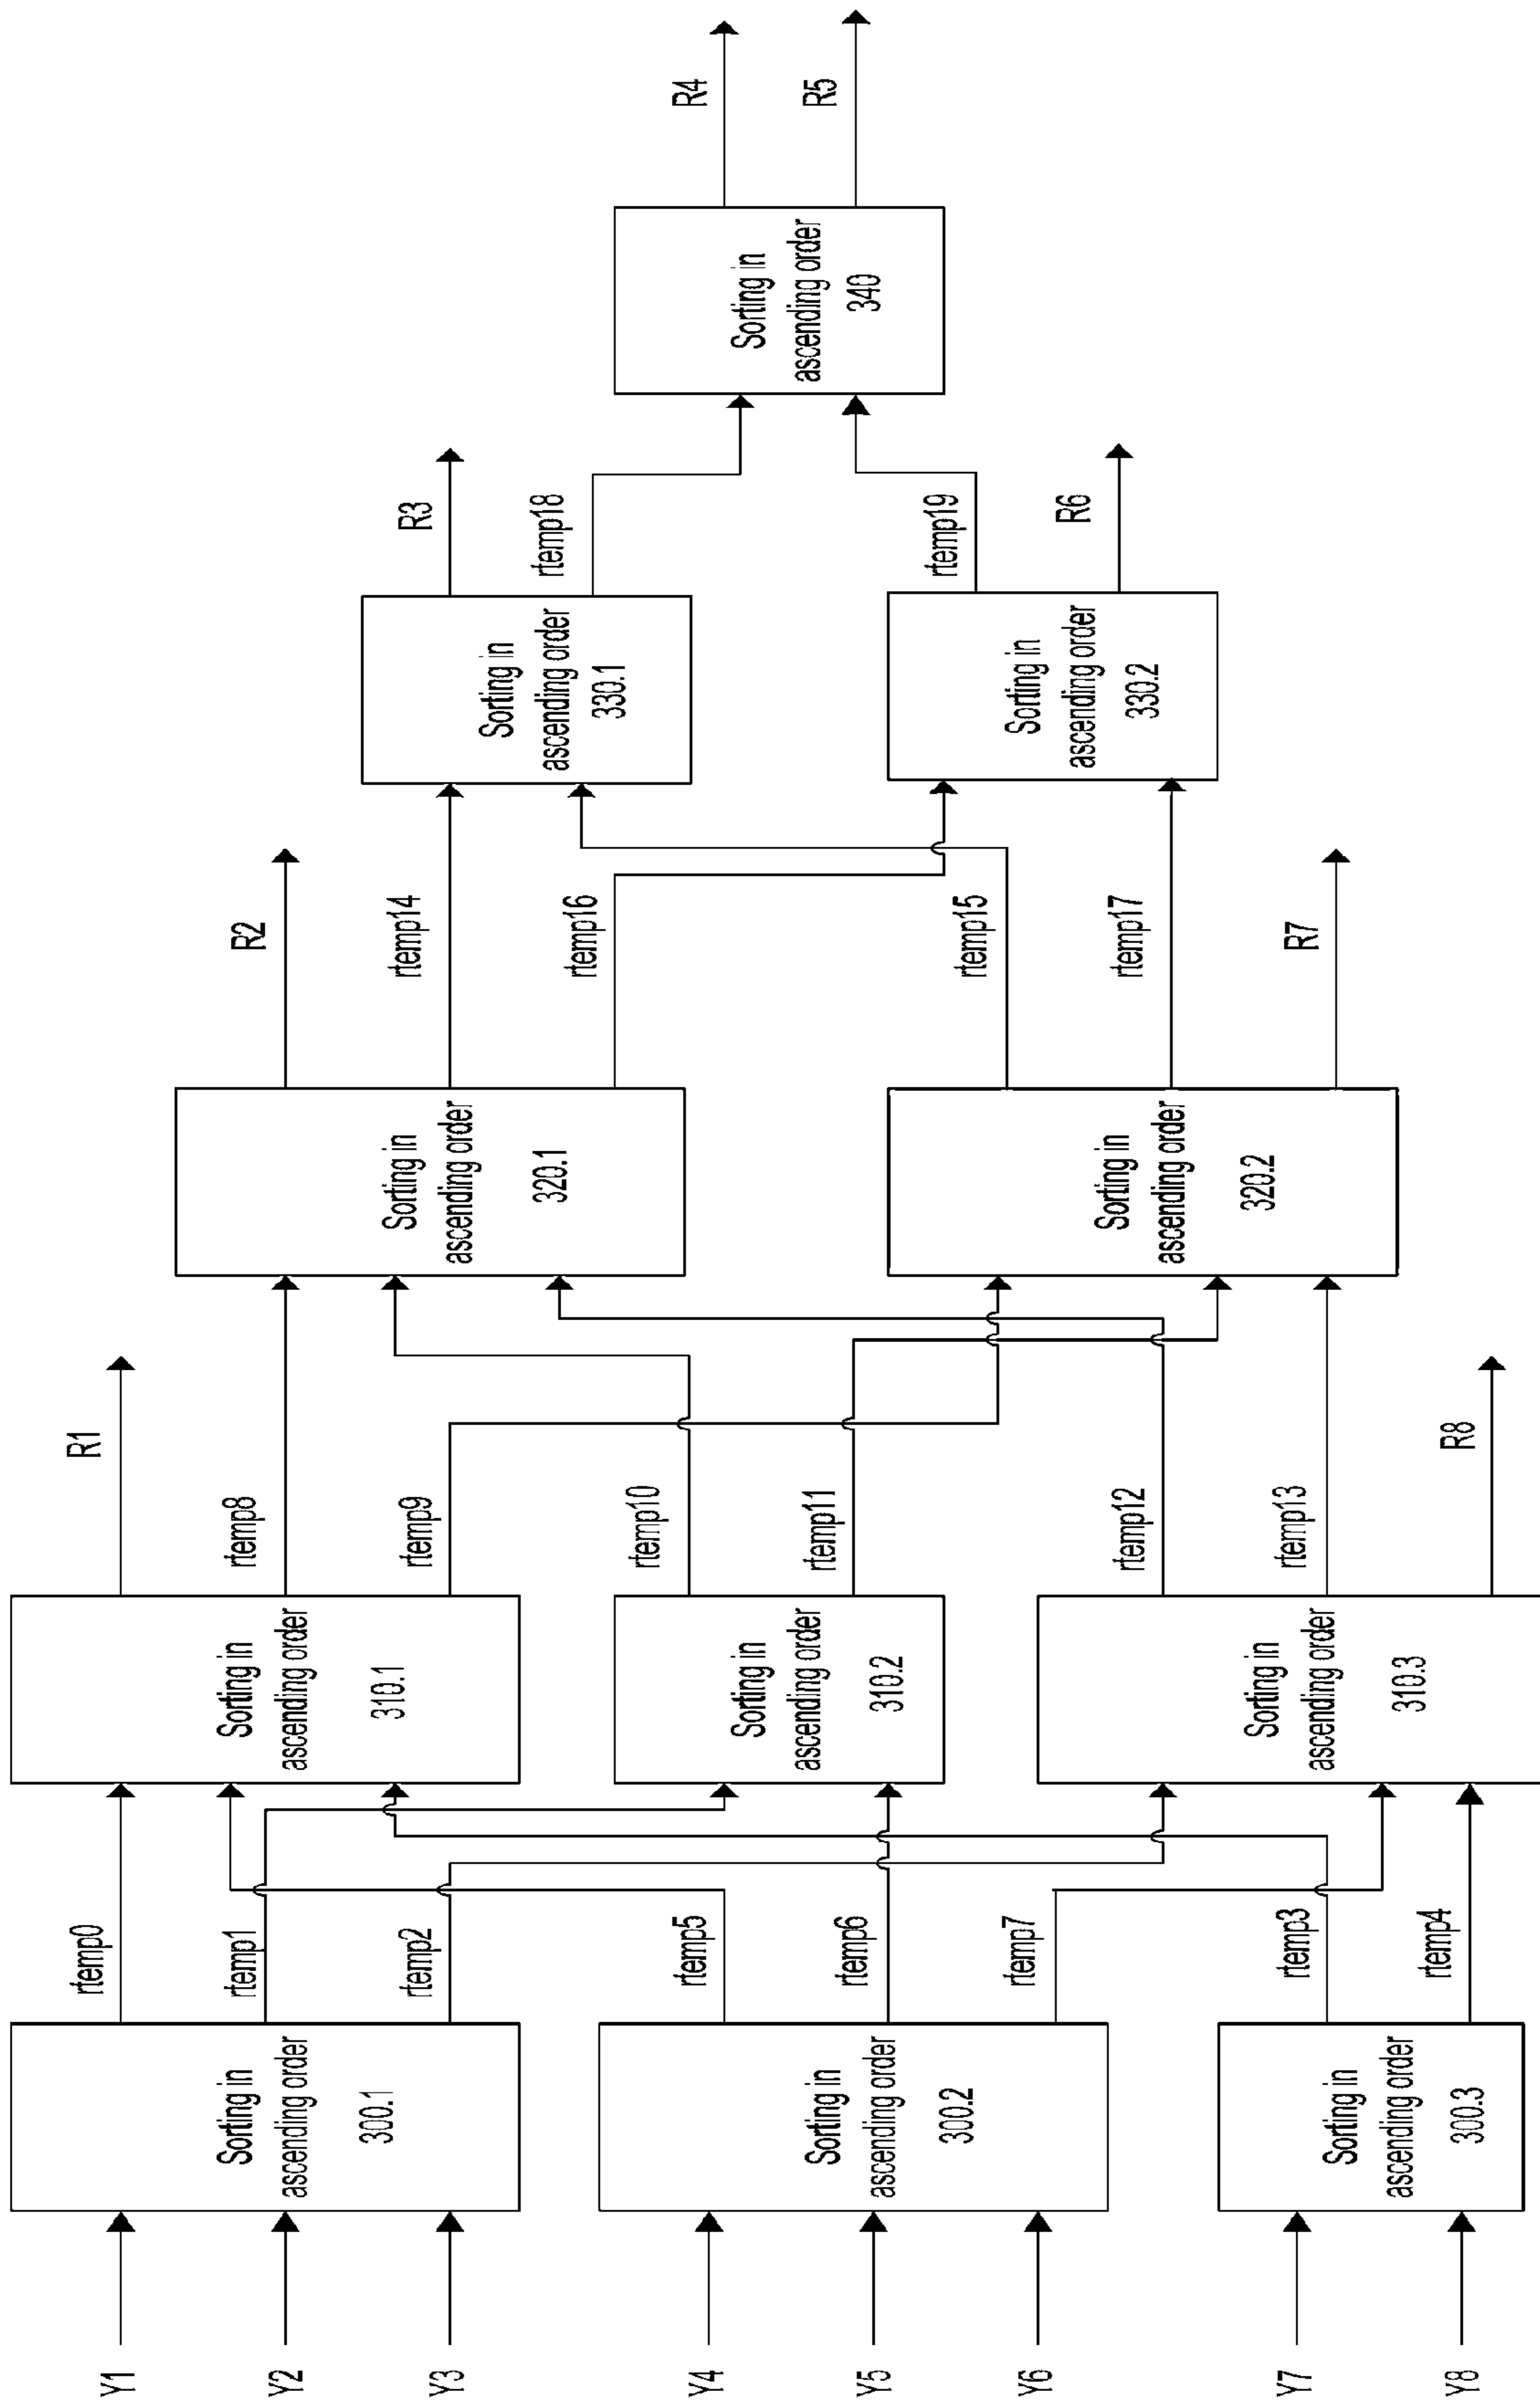 Y1
Y2
Y3
Y4
Y5
Y6
Y7
Y8
Sorting in
ascending order
300.1
Sorting in
ascending order
300.2
Sorting in
ascending order
300.3
rtemp0
rtemp1
rtemp2
rtemp5
rtemp6
rtemp7
rtemp3
rtemp4
Sorting in
ascending order
310.1
Sorting in
ascending order
310.2
Sorting in
ascending order
310.3
R1
rtemp8
rtemp9
rtemp10
rtemp11
rtemp12
rtemp13
R8
Sorting in
ascending order
320.1
Sorting in
ascending order
320.2
R2
rtemp14
rtemp16
rtemp15
rtemp17
R7
Sorting in
ascending order
330.1
Sorting in
ascending order
330.2
R3
rtemp18
rtemp19
R6
Sorting in
ascending order
340
R4
R5